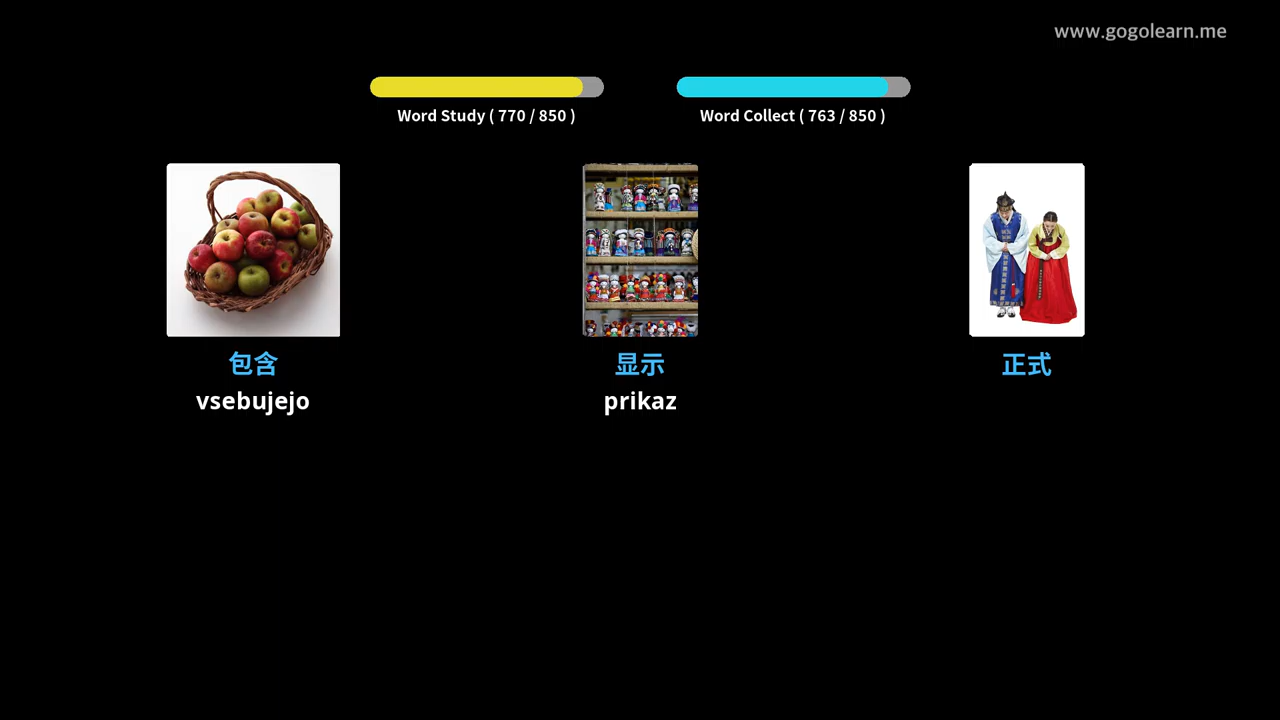 www.gogolearn.me
Word Study ( 770 / 850 )
Word Collect ( 763 / 850 )
包含
显示
正式
vsebujejo
prikaz